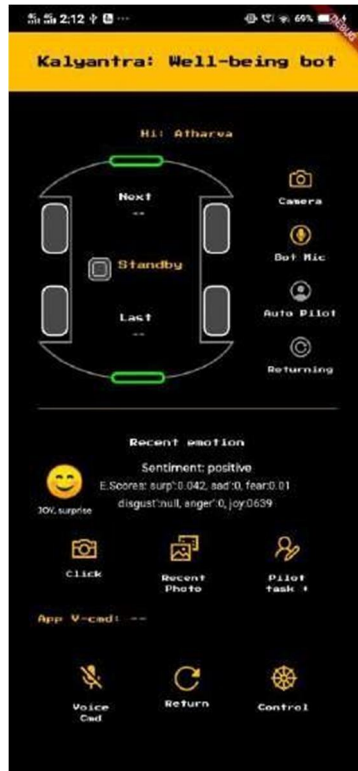 2:12
69%
DEBUG
Kalyantra: Well-being bot
Hi: Atharva
Next
--
Camera
Standby
Bot Mic
Last
--
Auto Pilot
Returning
Recent emotion
Sentiment: positive
E.Scores: surp':0.042, sad':0, fear:0.01
disgust':null, anger':0, joy:0639
JOY, surprise
Click
Recent
Photo
Pilot
task +
App V-cmd: --
Voice
Cmd
Return
Control